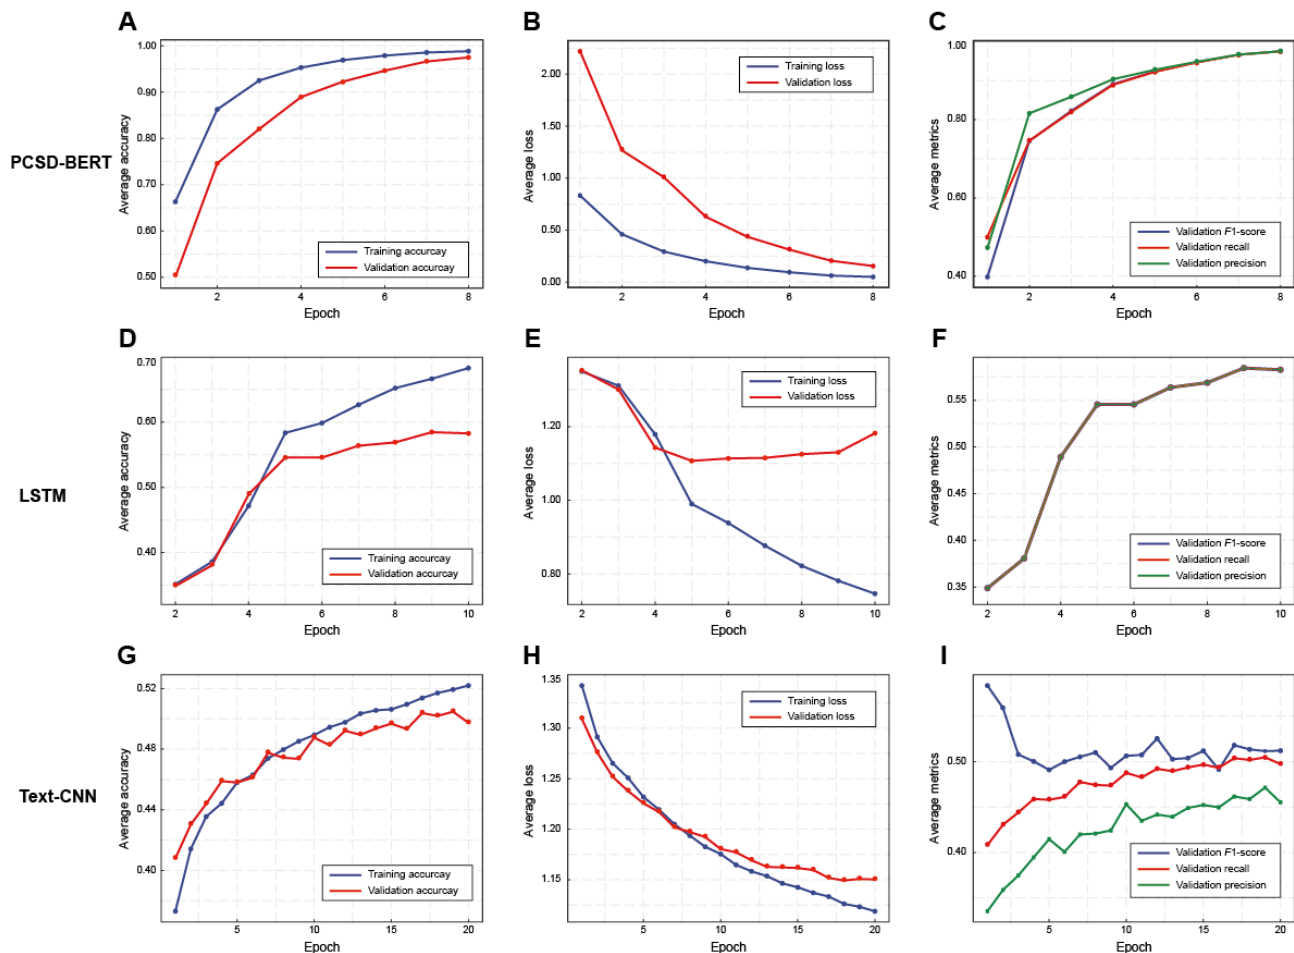 A
B
C
PCSD-BERT
Average accuracy
1.00
0.90
0.80
0.70
0.60
0.50
Training accurcay
Validation accurcay
2
4
6
8
Epoch
Average loss
2.00
1.50
1.00
0.50
0.00
Training loss
Validation loss
2
4
6
8
Epoch
Average metrics
1.00
0.80
0.60
0.40
Validation F1-score
Validation recall
Validation precision
2
4
6
8
Epoch
D
E
F
LSTM
Average accuracy
0.70
0.60
0.50
0.40
Training accurcay
Validation accurcay
2
4
6
8
10
Epoch
Average loss
1.20
1.00
0.80
Training loss
Validation loss
2
4
6
8
10
Epoch
Average metrics
0.55
0.50
0.45
0.40
0.35
Validation F1-score
Validation recall
Validation precision
2
4
6
8
10
Epoch
G
H
I
Text-CNN
Average accuracy
0.52
0.48
0.44
0.40
Training accurcay
Validation accurcay
5
10
15
20
Epoch
Average loss
1.35
1.30
1.25
1.20
1.15
Training loss
Validation loss
5
10
15
20
Epoch
Average metrics
0.50
0.40
Validation F1-score
Validation recall
Validation precision
5
10
15
20
Epoch